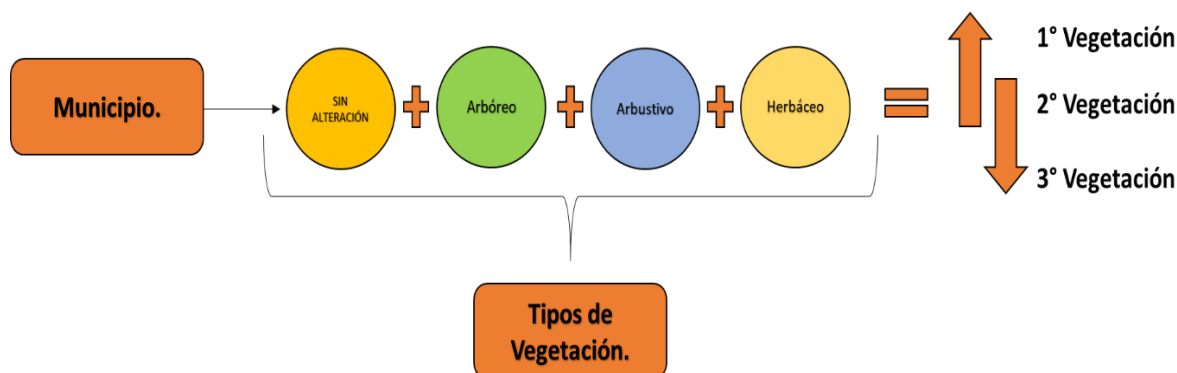 Municipio.
SIN
ALTERACIÓN
Arbóreo
Arbustivo
Herbáceo
1° Vegetación
2° Vegetación
3° Vegetación
Tipos de
Vegetación.